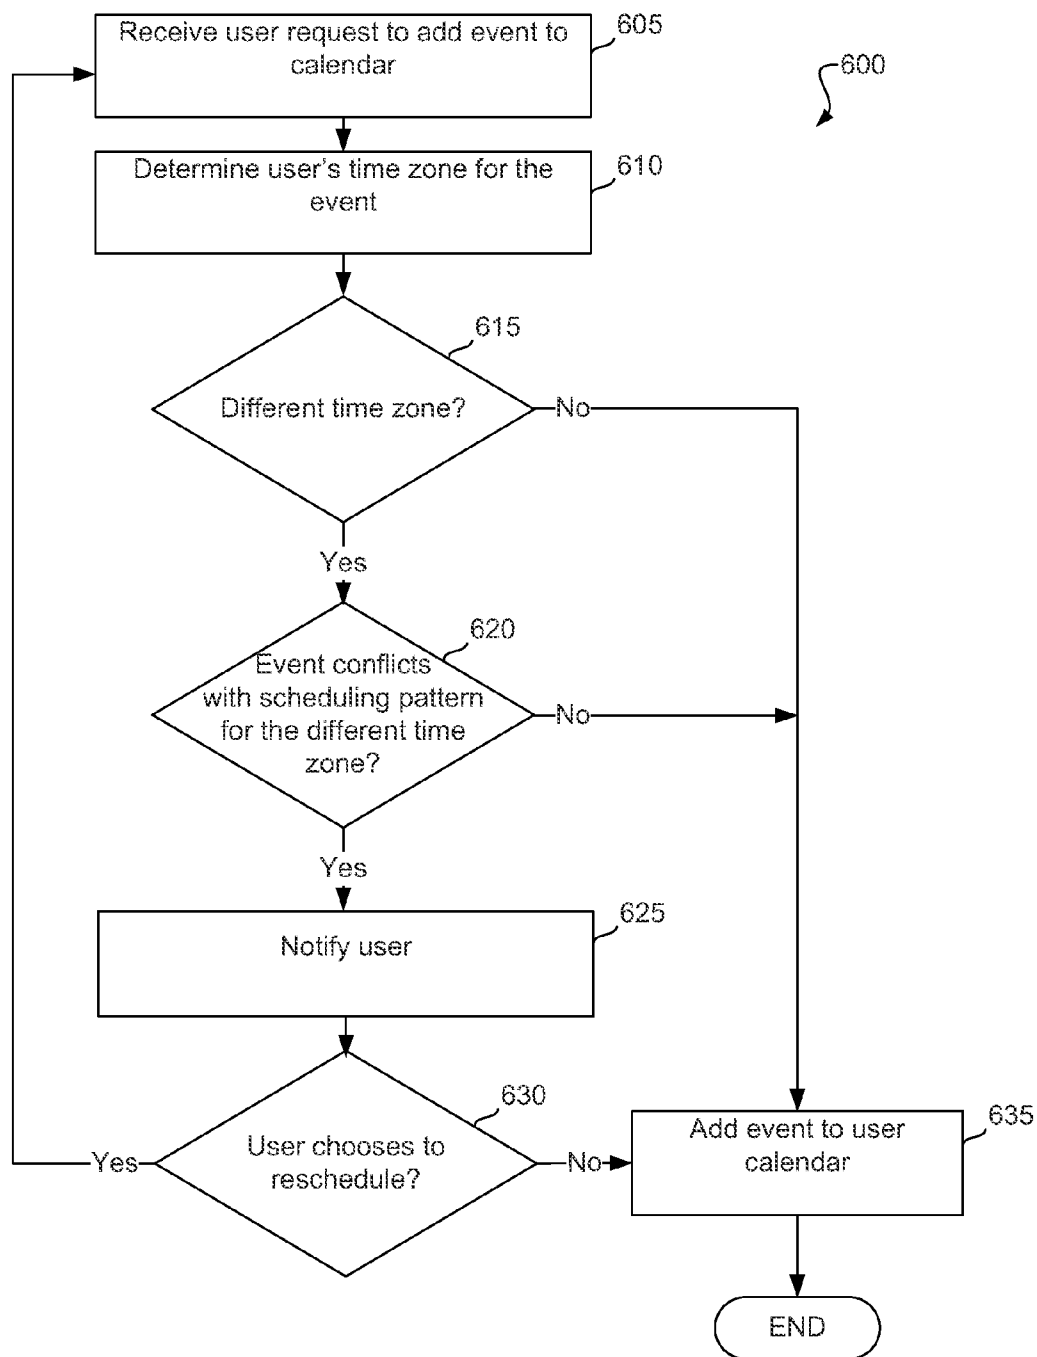 Receive user request to add event to
calendar
605
600
Determine user's time zone for the
event
610
615
Different time zone?
No
Yes
620
Event conflicts
with scheduling pattern
for the different time
zone?
No
Yes
625
Notify user
630
User chooses to
reschedule?
Yes
No
Add event to user
calendar
635
END